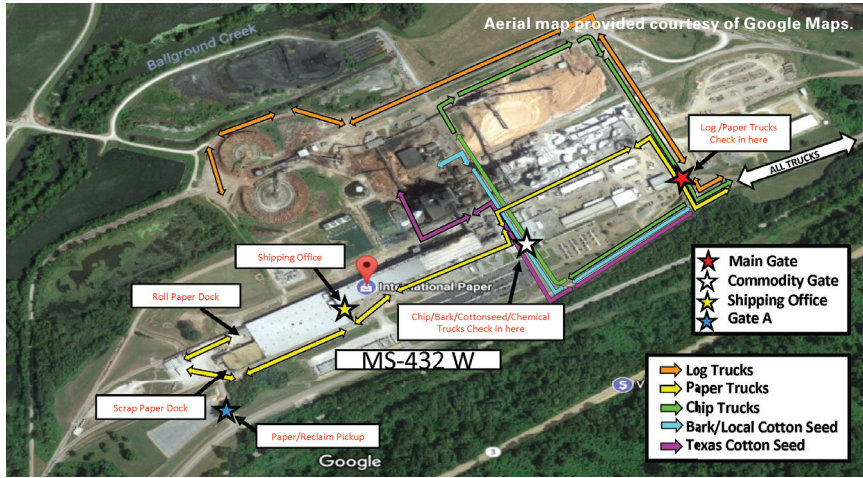 Aerial map provided courtesy of Google Maps.
Ballground Creek
Log /Paper Trucks
Check in here
ALL TRUCKS
Shipping Office
Roll Paper Dock
International Paper
Chip/Bark/Cottonseed/Chemical
Trucks Check in here
MS-432 W
Scrap Paper Dock
Paper/Reclaim Pickup
Google
3
S
V
Main Gate
Commodity Gate
Shipping Office
Gate A
Log Trucks
Paper Trucks
Chip Trucks
Bark/Local Cotton Seed
Texas Cotton Seed